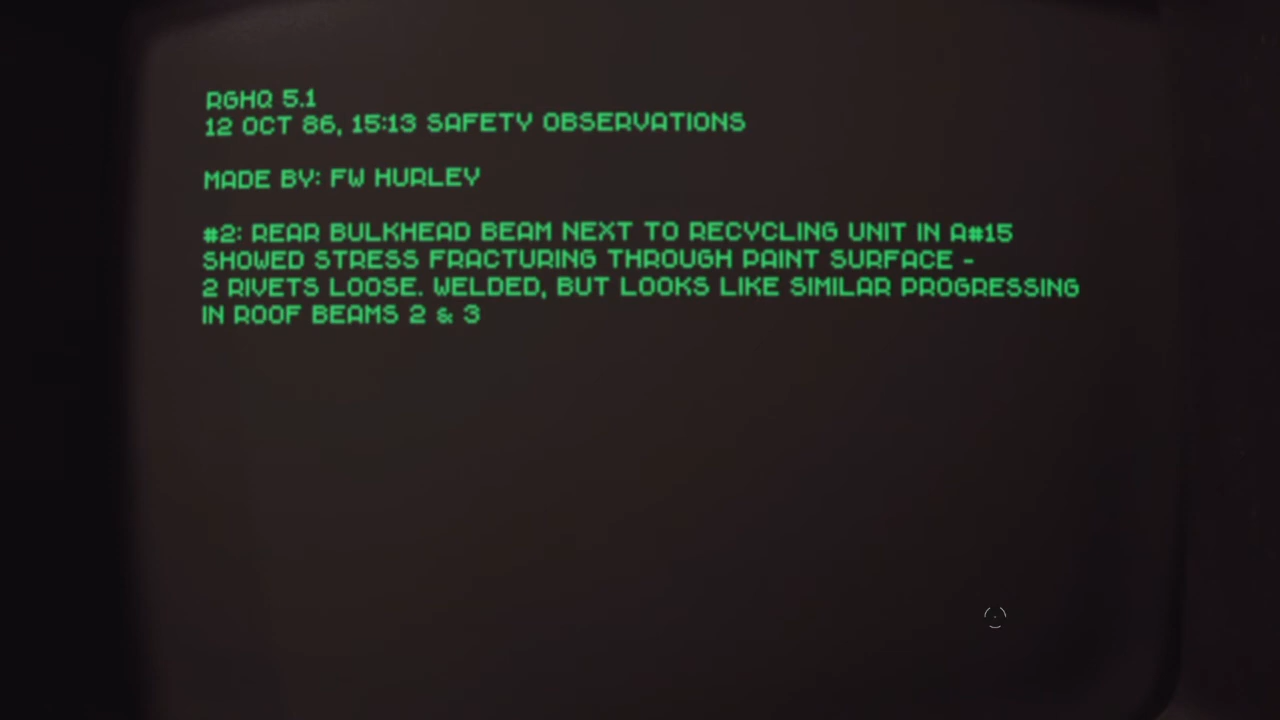 RGHQ 5.1
12 OCT 86, 15:13 SAFETY OBSERVATIONS
MADE BY: FW HURLEY
#2: REAR BULKHEAD BEAM NEXT TO RECYCLING UNIT IN A#15
SHOWED STRESS FRACTURING THROUGH PAINT SURFACE -
2 RIVETS LOOSE. WELDED, BUT LOOKS LIKE SIMILAR PROGRESSING
IN ROOF BEAMS 2 & 3